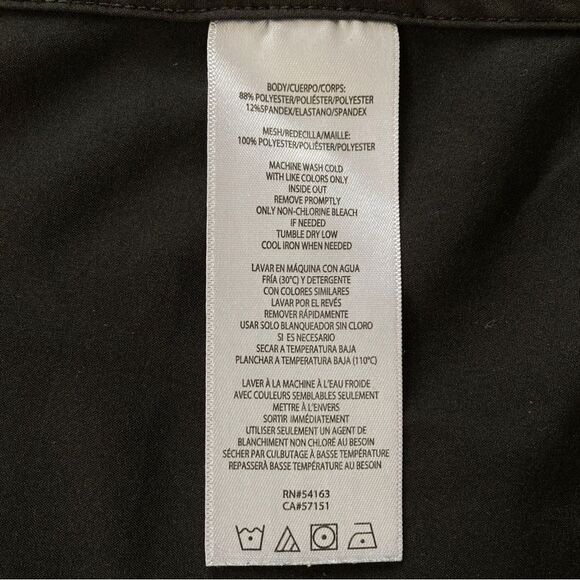 BODY/CUERPO/CORPS:
88% POLYESTER/POLIÉSTER/POLYESTER
12%SPANDEX/ELASTANO/SPANDEX
MESH/REDECILLA/MAILLE:
100% POLYESTER/POLIÉSTER/POLYESTER
MACHINE WASH COLD
WITH LIKE COLORS ONLY
INSIDE OUT
REMOVE PROMPTLY
ONLY NON-CHLORINE BLEACH
IF NEEDED
TUMBLE DRY LOW
COOL IRON WHEN NEEDED
LAVAR EN MÁQUINA CON AGUA
FRÍA (30°C) Y DETERGENTE
CON COLORES SIMILARES
LAVAR POR EL REVÉS
REMOVER RÁPIDAMENTE
USAR SOLO BLANQUEADOR SIN CLORO
SI ES NECESARIO
SECAR A TEMPERATURA BAJA
PLANCHAR A TEMPERATURA BAJA (110°C)
LAVER À LA MACHINE À L'EAU FROIDE
AVEC COULEURS SEMBLABLES SEULEMENT
METTRE À L'ENVERS
SORTIR IMMÉDIATEMENT
UTILISER SEULEMENT UN AGENT DE
BLANCHIMENT NON CHLORÉ AU BESOIN
SÉCHER PAR CULBUTAGE À BASSE TEMPÉRATURE
REPASSERÀ BASSE TEMPÉRATURE AU BESOIN
RN#54163
CA#57151